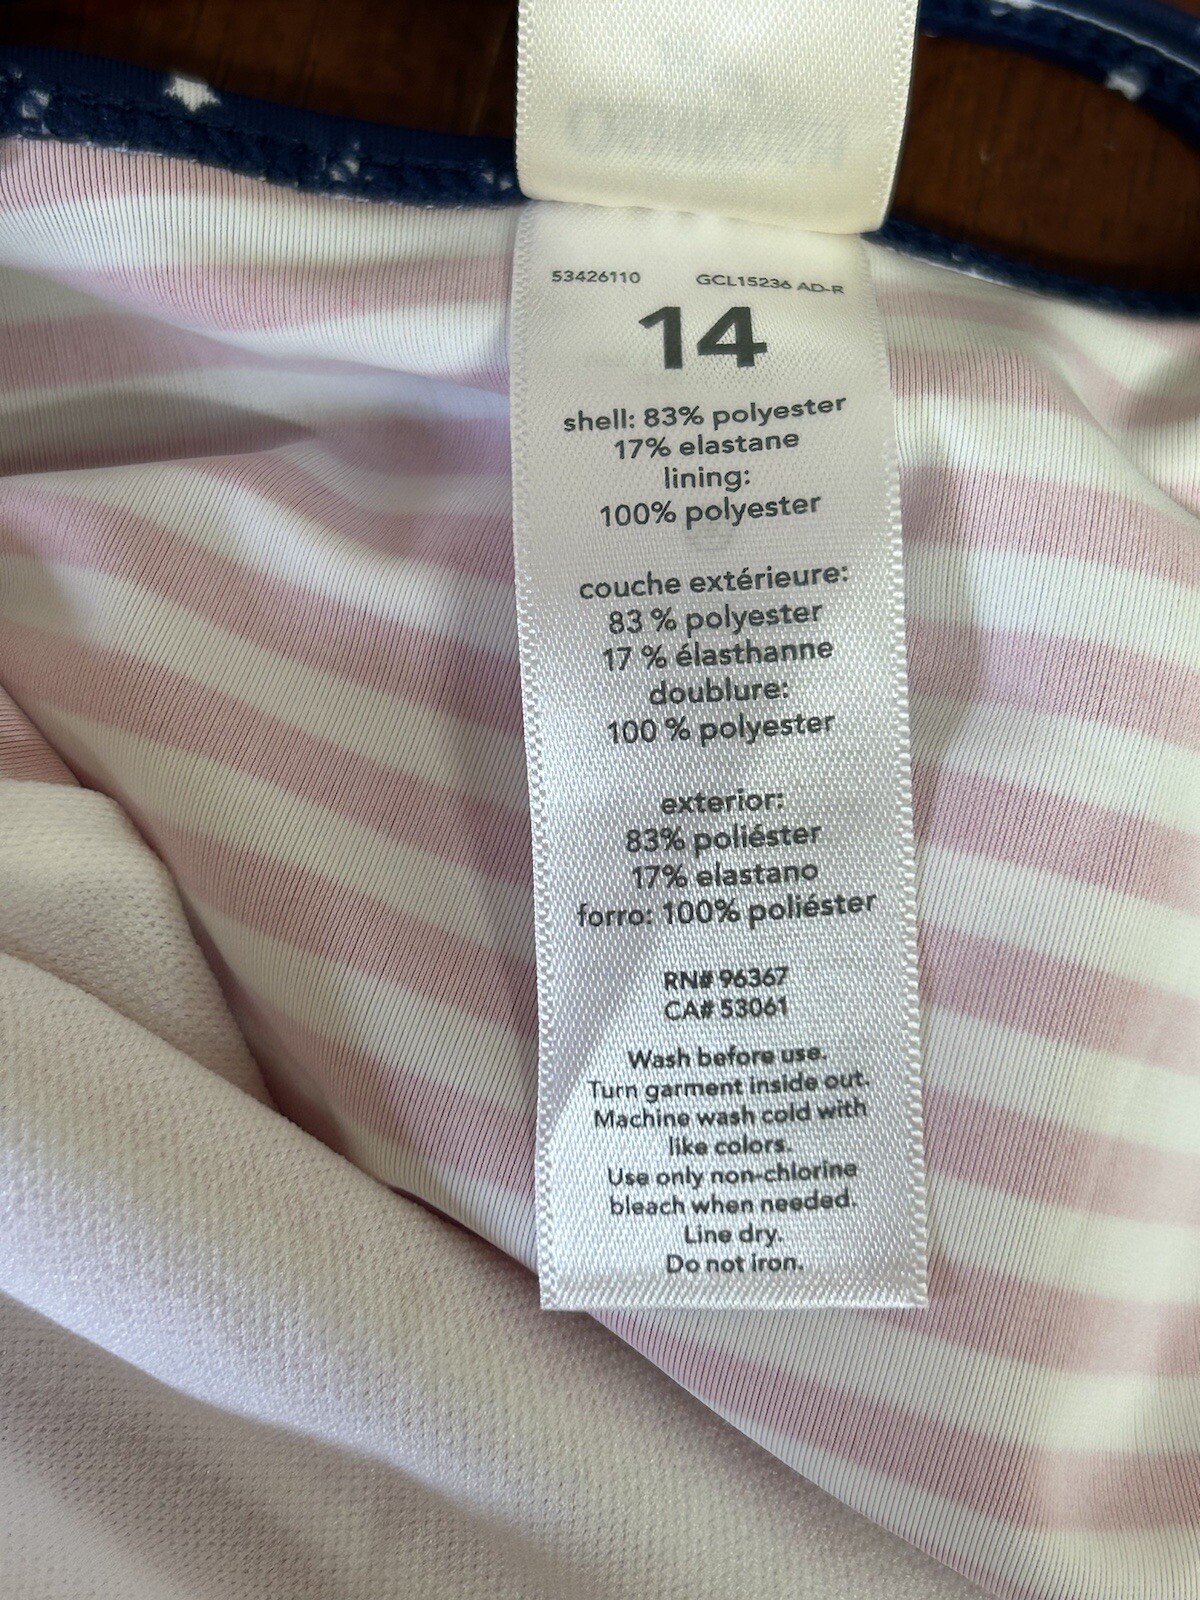 53426110 GCL15236 AD-R
14
shell: 83% polyester
17% elastane
lining:
100% polyester
couche extérieure:
83 % polyester
17 % élasthanne
doublure:
100 % polyester
exterior:
83% poliéster
17% elastano
forro: 100% poliéster
RN# 96367
CA# 53061
Wash before use.
Turn garment inside out.
Machine wash cold with
like colors.
Use only non-chlorine
bleach when needed.
Line dry.
Do not iron.